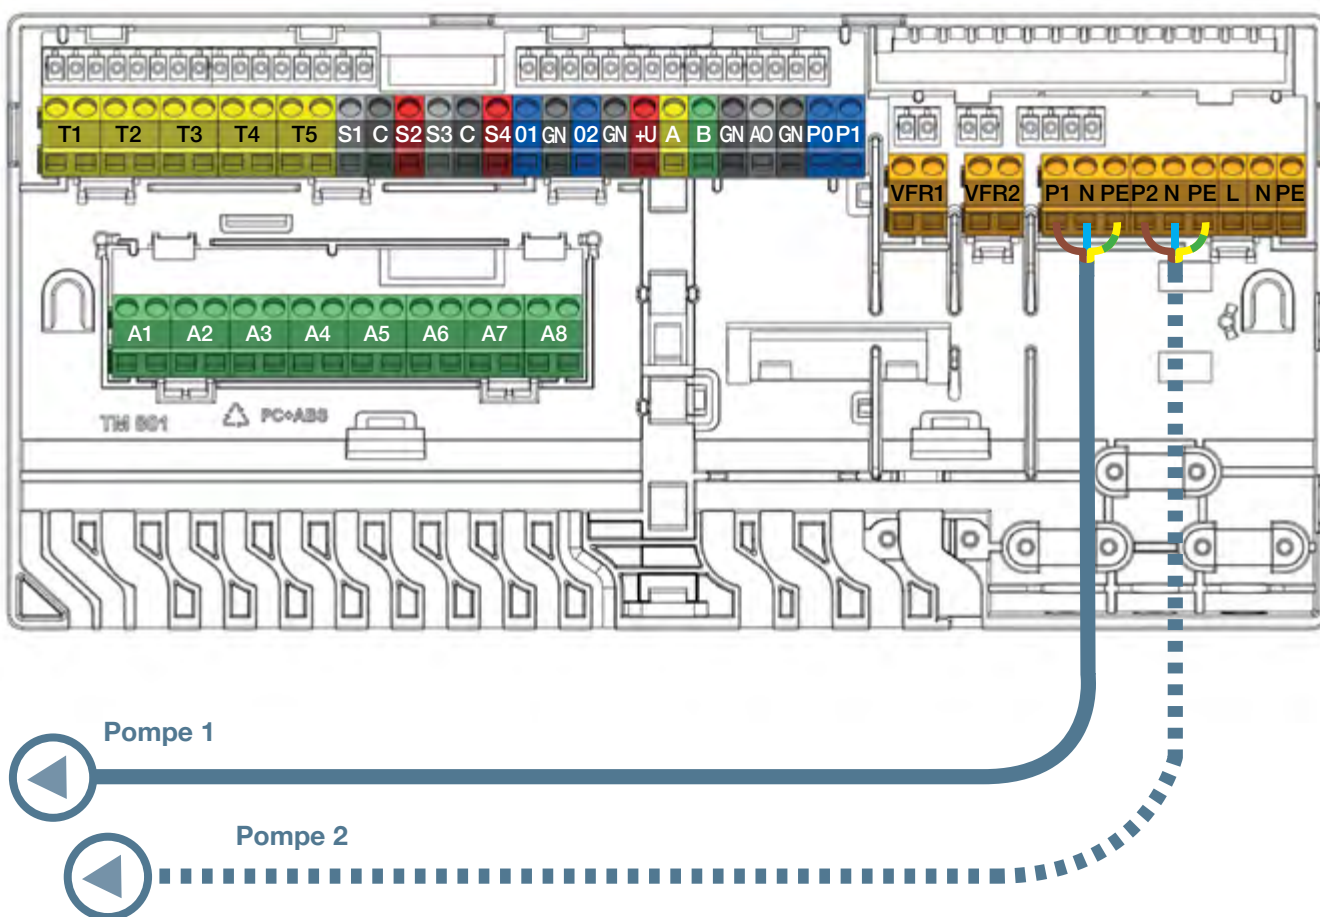 T1 T2 T3 T4 T5 S1 C S2 S3 C S4 01 GN 02 GN +U A B GN AO GN P0 P1
VFR1 VFR2 P1 N PE P2 N PE L N PE
A1 A2 A3 A4 A5 A6 A7 A8
TM 801 PC+ABS
Pompe 1
Pompe 2